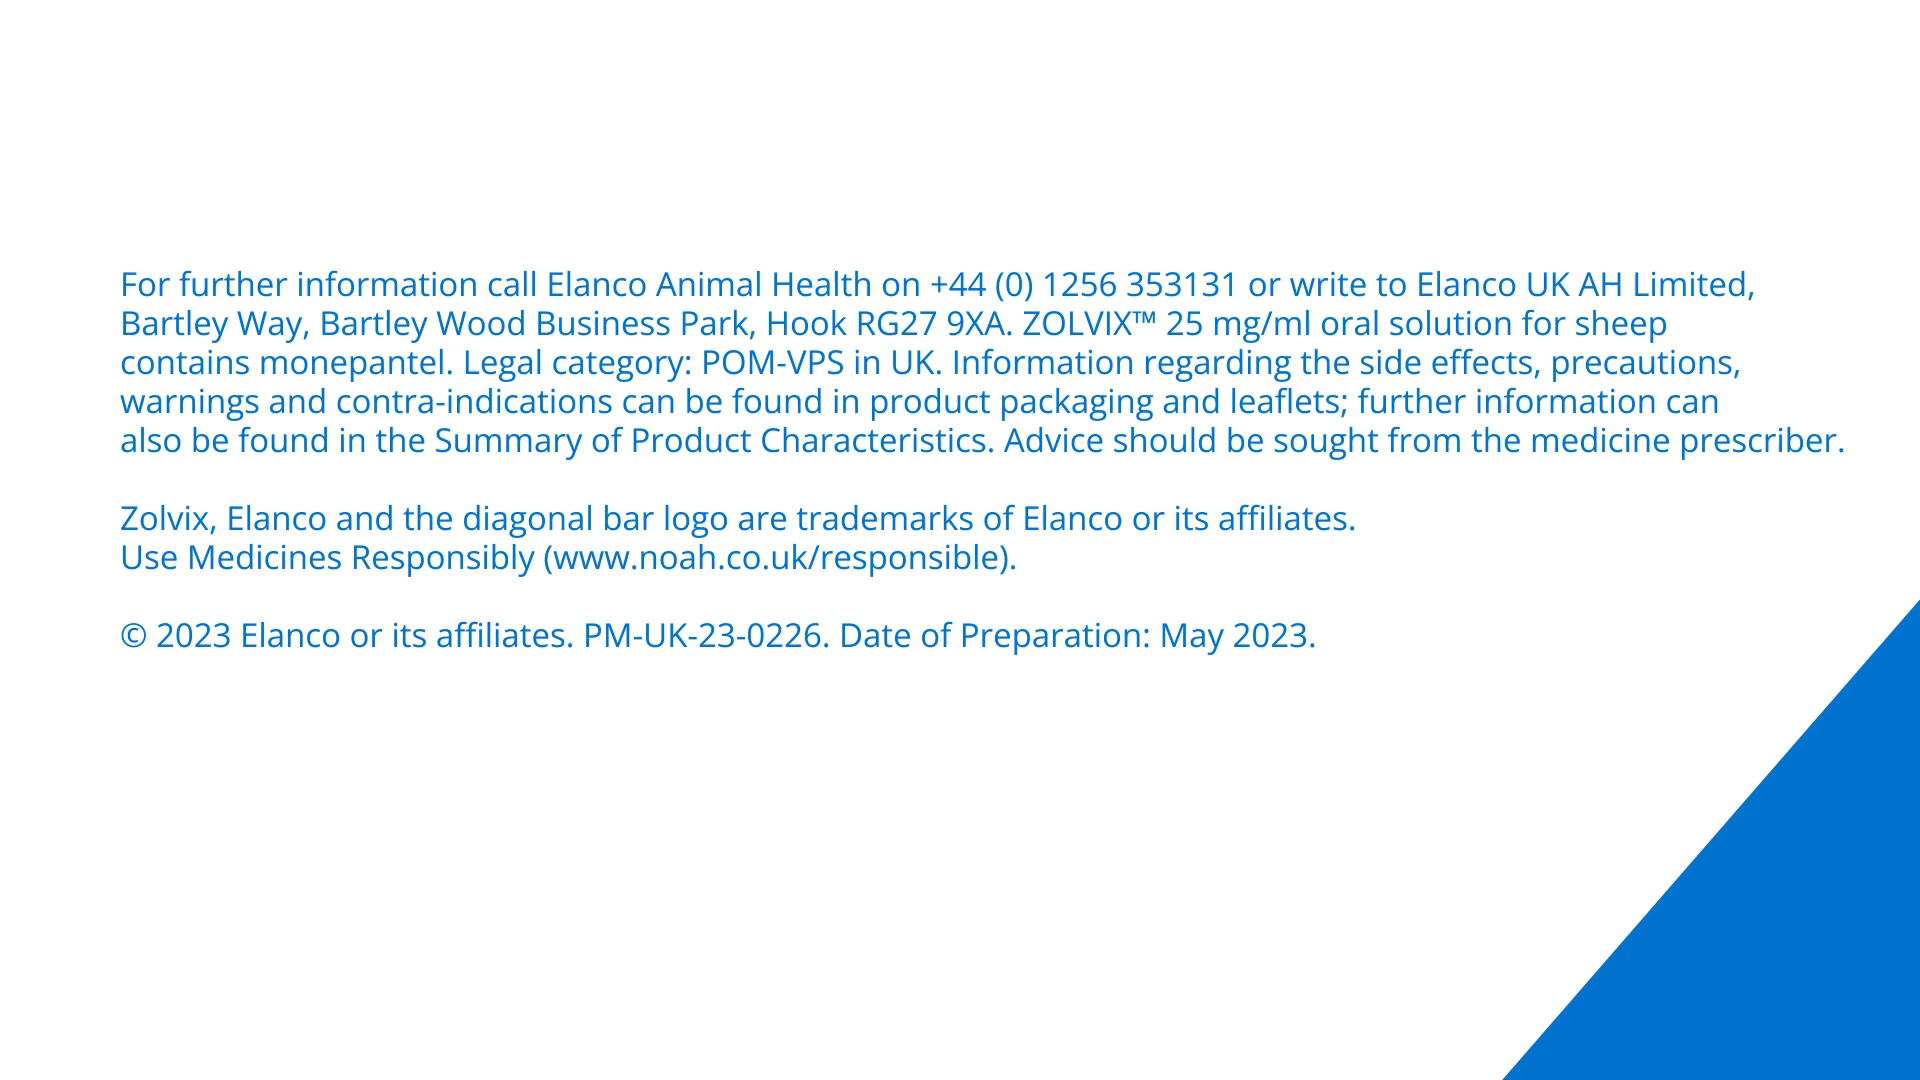 For further information call Elanco Animal Health on +44 (0) 1256 353131 or write to Elanco UK AH Limited,
Bartley Way, Bartley Wood Business Park, Hook RG27 9XA. ZOLVIX™ 25 mg/ml oral solution for sheep
contains monepantel. Legal category: POM-VPS in UK. Information regarding the side effects, precautions,
warnings and contra-indications can be found in product packaging and leaflets; further information can
also be found in the Summary of Product Characteristics. Advice should be sought from the medicine prescriber.
Zolvix, Elanco and the diagonal bar logo are trademarks of Elanco or its affiliates.
Use Medicines Responsibly (www.noah.co.uk/responsible).
© 2023 Elanco or its affiliates. PM-UK-23-0226. Date of Preparation: May 2023.